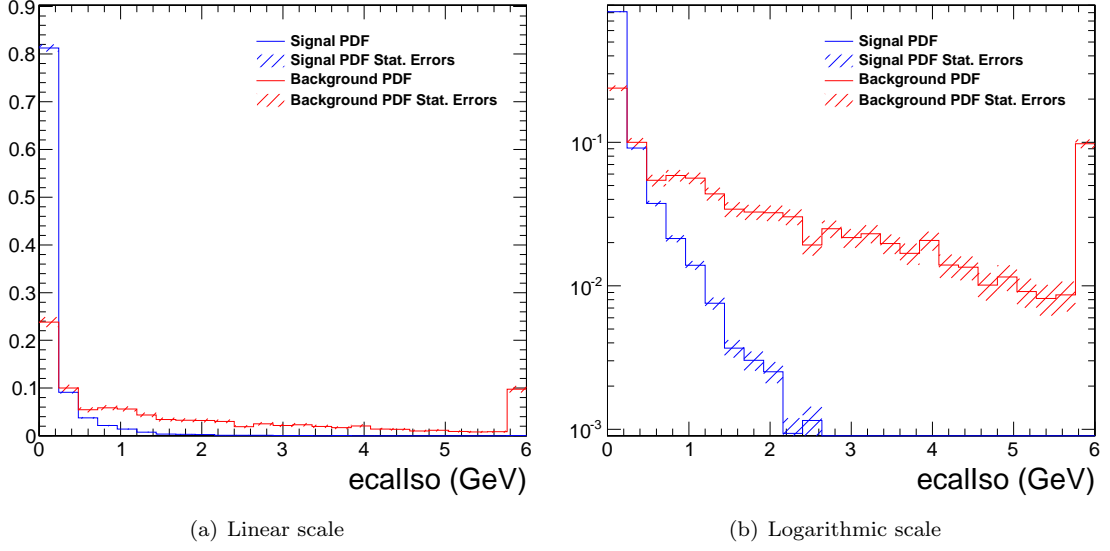 0.9
0.8
0.7
0.6
0.5
0.4
0.3
0.2
0.1
0
0 1 2 3 4 5 6
ecalIso (GeV)
Signal PDF
Signal PDF Stat. Errors
Background PDF
Background PDF Stat. Errors
(a) Linear scale
10^-1
10^-2
10^-3
0 1 2 3 4 5 6
ecalIso (GeV)
Signal PDF
Signal PDF Stat. Errors
Background PDF
Background PDF Stat. Errors
(b) Logarithmic scale